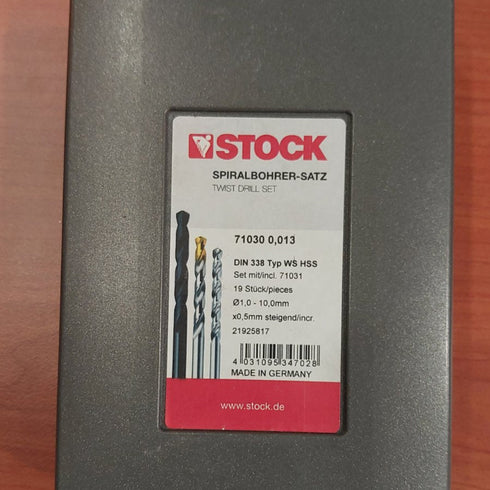 STOCK
SPIRALBOHRER-SATZ
TWIST DRILL SET
71030 0,013
DIN 338 Typ WS HSS
Set mit/incl. 71031
19 Stück/pieces
Ø1,0 - 10,0mm
x0,5mm steigend/incr.
21925817
4 031095 347028
MADE IN GERMANY
www.stock.de